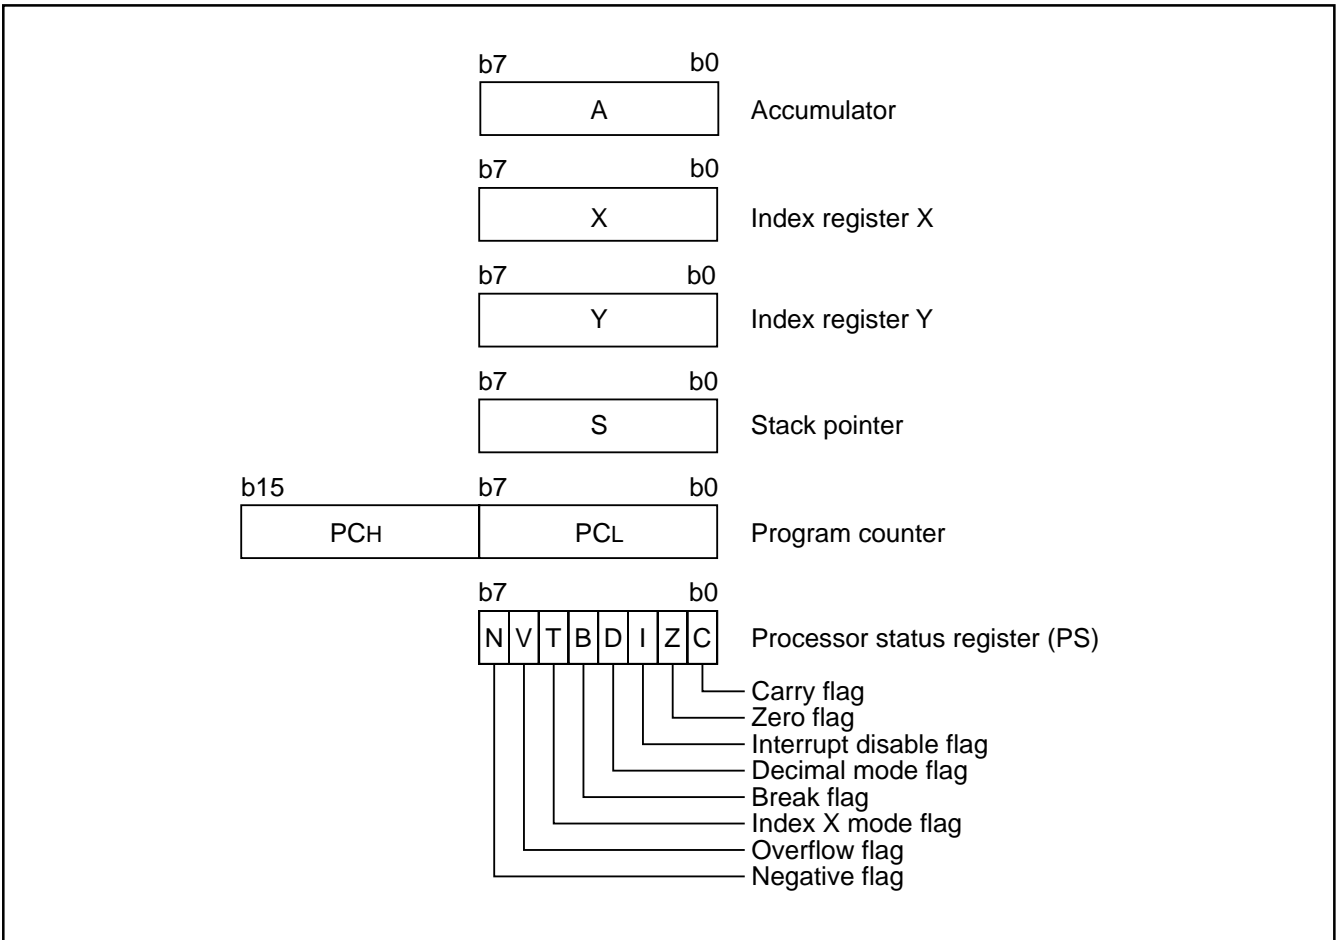 b7 b0
A Accumulator
b7 b0
X Index register X
b7 b0
Y Index register Y
b7 b0
S Stack pointer
b15 b7 b0
PCH PCL Program counter
b7 b0
N V T B D I Z C Processor status register (PS)
Carry flag
Zero flag
Interrupt disable flag
Decimal mode flag
Break flag
Index X mode flag
Overflow flag
Negative flag